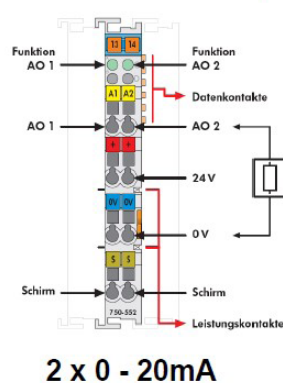 13 14
Funktion Funktion
AO 1 AO 2
A1 A2
Datenkontakte
AO 1 AO 2
+ +
24 V
0V 0V
0 V
S S
Schirm Schirm
750-552
Leistungskontakte
2 x 0 - 20mA